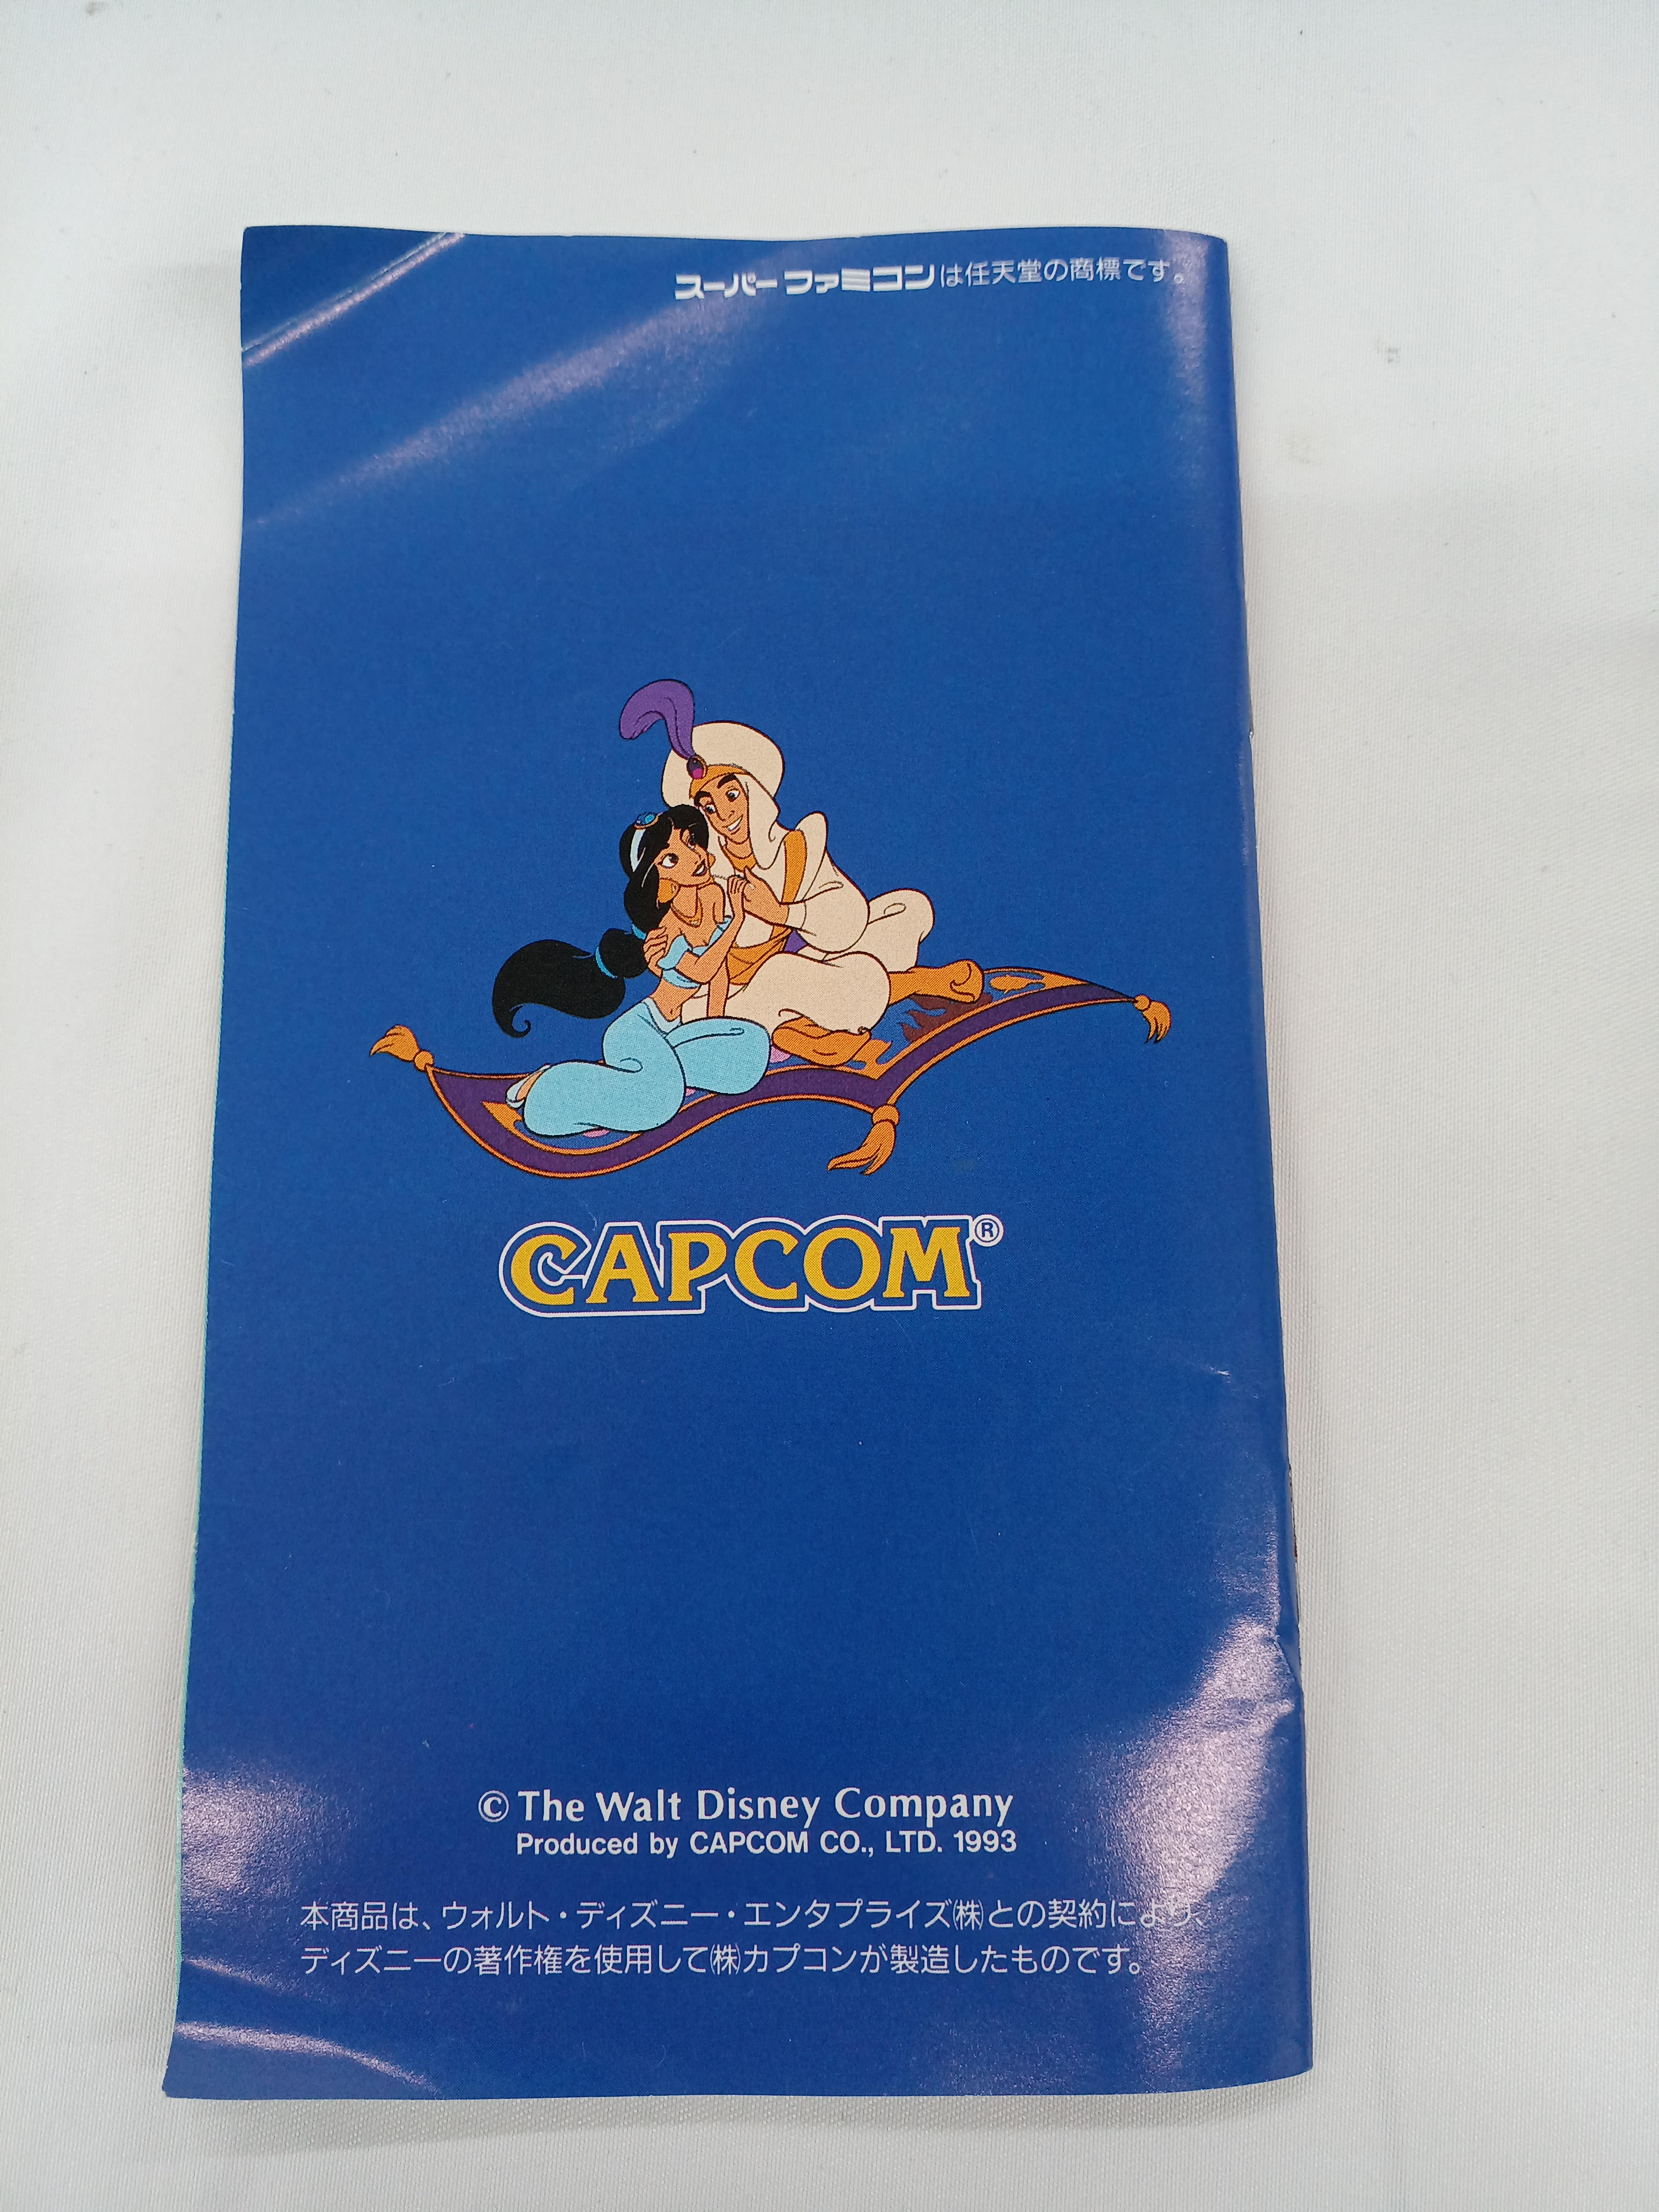 スーパーファミコンは任天堂の商標です。
CAPCOM®
© The Walt Disney Company
Produced by CAPCOM CO., LTD. 1993
本商品は、ウォルト・ディズニー・エンタプライズ㈱との契約により、
ディズニーの著作権を使用して㈱カプコンが製造したものです。